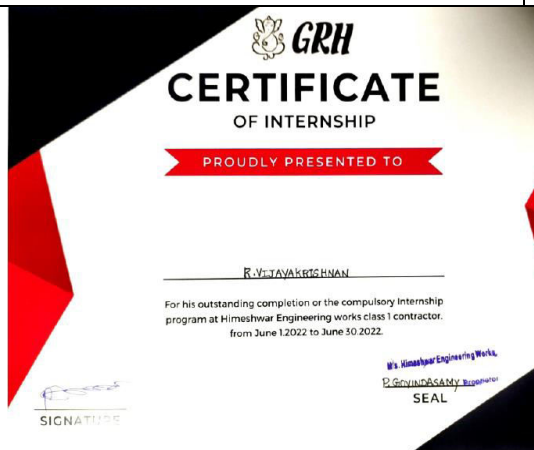 GRH
CERTIFICATE
OF INTERNSHIP
PROUDLY PRESENTED TO
R.VIJAYAKRISHNAN
For his outstanding completion or the compulsory Internship
program at Himeshwar Engineering works class 1 contractor.
from June 1.2022 to June 30.2022.
M/s. Himeshwar Engineering Works,
P.GOVINDASAMY Proprietor
SIGNATURE
SEAL